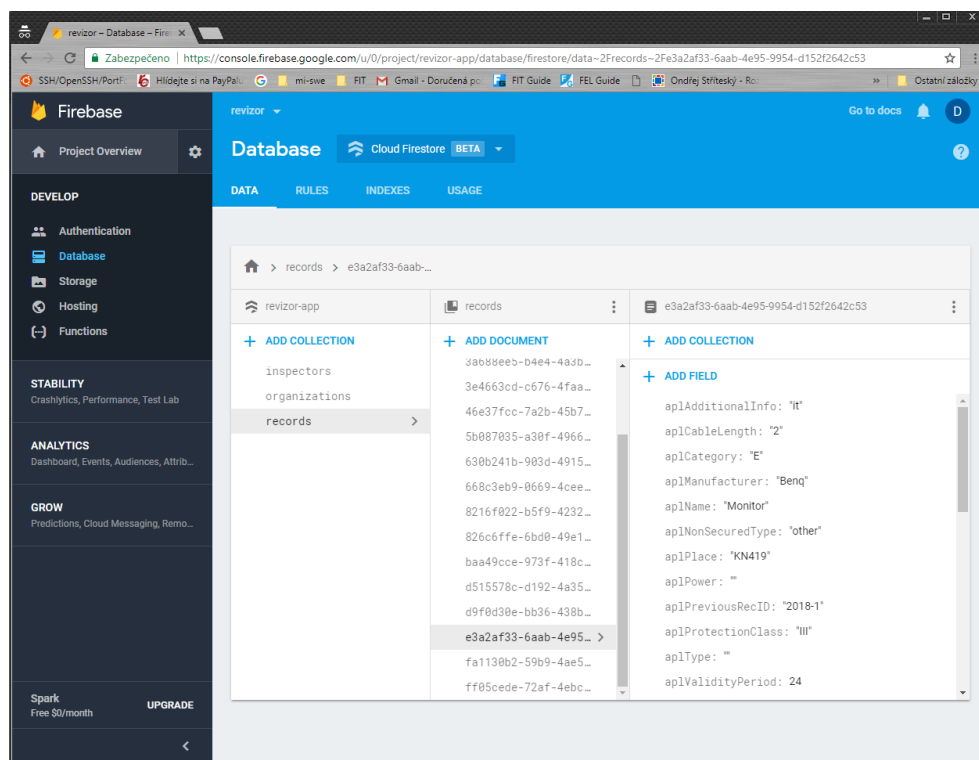 revizor – Database – Fire
Zabezpečeno | https://console.firebase.google.com/u/0/project/revizor-app/database/firestore/data~2Frecords~2Fe3a2af33-6aab-4e95-9954-d152f2642c53
SSH/OpenSSH/PortF Hlídejte si na PayPalu G mi-swe FIT Gmail - Doručená po FIT Guide FEL Guide Ondřej Stříteský - Ro » Ostatní záložky
Firebase
revizor
Go to docs
D
Project Overview
Database
Cloud Firestore BETA
?
DEVELOP
DATA RULES INDEXES USAGE
Authentication
Database
Storage
Hosting
Functions
STABILITY
Crashlytics, Performance, Test Lab
ANALYTICS
Dashboard, Events, Audiences, Attrib…
GROW
Predictions, Cloud Messaging, Remo…
Spark
Free $0/month
UPGRADE
> records > e3a2af33-6aab-…
revizor-app
+ ADD COLLECTION
inspectors
organizations
records
records
+ ADD DOCUMENT
3a688ee5-b4e4-4a3b…
3e4663cd-c676-4faa…
46e37fcc-7a2b-45b7…
5b087035-a30f-4966…
630b241b-903d-4915…
668c3eb9-0669-4cee…
8216f022-b5f9-4232…
826c6ffe-6bd0-49e1…
baa49cce-973f-418c…
d515578c-d192-4a35…
d9f0d30e-bb36-438b…
e3a2af33-6aab-4e95…
fa1130b2-59b9-4ae5…
ff05cede-72af-4ebc…
e3a2af33-6aab-4e95-9954-d152f2642c53
+ ADD COLLECTION
+ ADD FIELD
aplAdditionalInfo: "it"
aplCableLength: "2"
aplCategory: "E"
aplManufacturer: "Benq"
aplName: "Monitor"
aplNonSecuredType: "other"
aplPlace: "KN419"
aplPower: ""
aplPreviousRecID: "2018-1"
aplProtectionClass: "III"
aplType: ""
aplValidityPeriod: 24